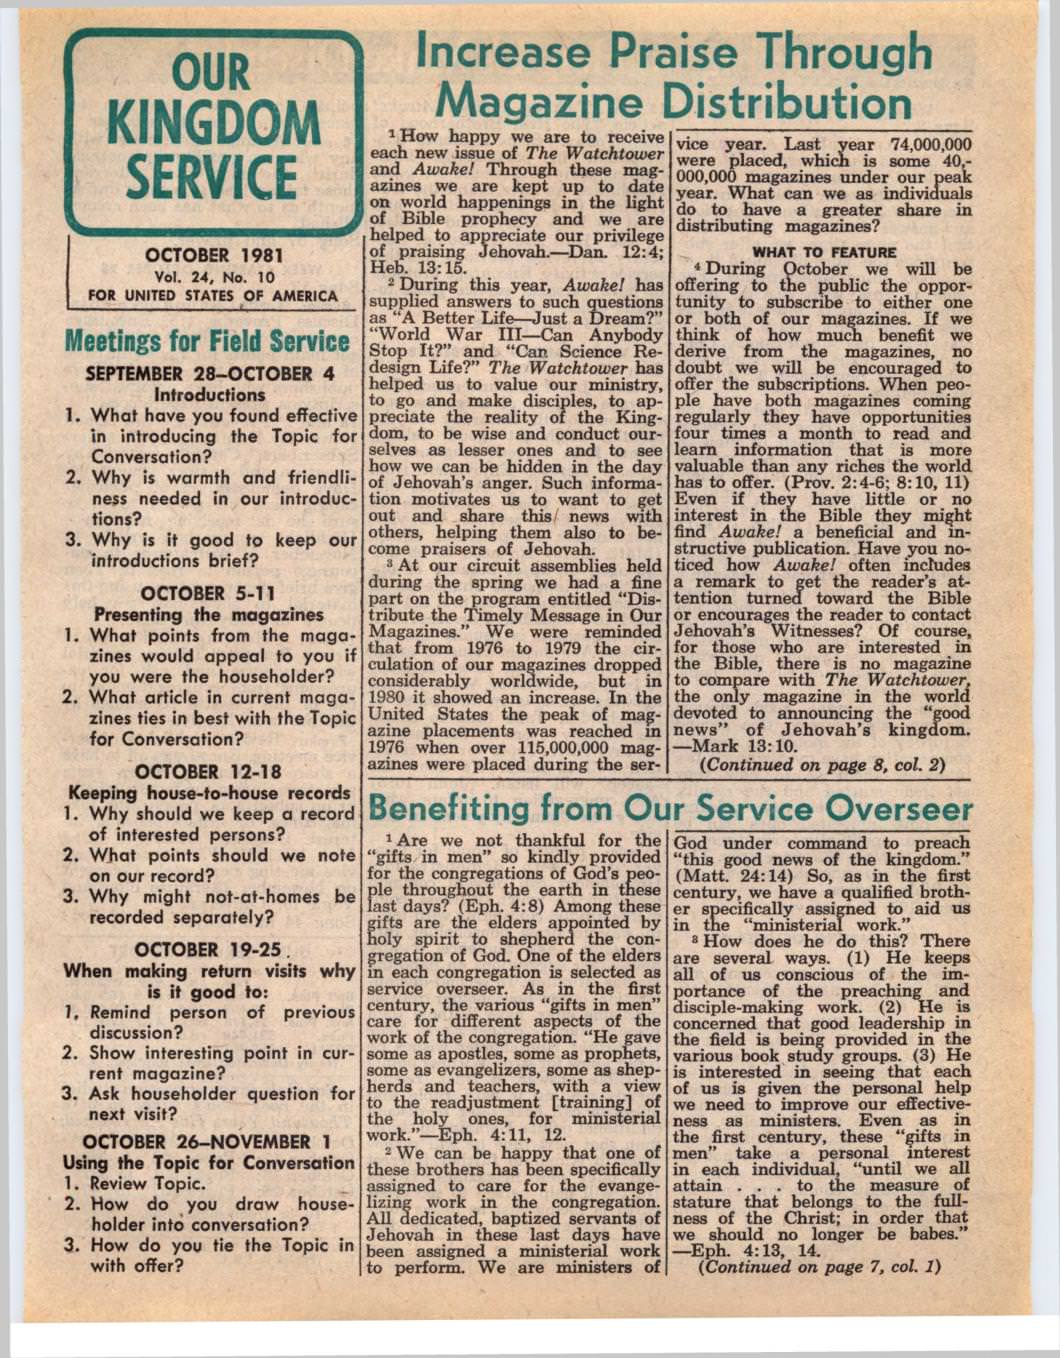 OUR
KINGDOM
SERVICE
OCTOBER 1981
Vol. 24, No. 10
FOR UNITED STATES OF AMERICA
Meetings for Field Service
SEPTEMBER 28–OCTOBER 4
Introductions
1. What have you found effective
in introducing the Topic for
Conversation?
2. Why is warmth and friendli-
ness needed in our introduc-
tions?
3. Why is it good to keep our
introductions brief?
OCTOBER 5-11
Presenting the magazines
1. What points from the maga-
zines would appeal to you if
you were the householder?
2. What article in current maga-
zines ties in best with the Topic
for Conversation?
OCTOBER 12-18
Keeping house-to-house records
1. Why should we keep a record
of interested persons?
2. What points should we note
on our record?
3. Why might not-at-homes be
recorded separately?
OCTOBER 19-25
When making return visits why
is it good to:
1. Remind person of previous
discussion?
2. Show interesting point in cur-
rent magazine?
3. Ask householder question for
next visit?
OCTOBER 26–NOVEMBER 1
Using the Topic for Conversation
1. Review Topic.
2. How do you draw house-
holder into conversation?
3. How do you tie the Topic in
with offer?
Increase Praise Through
Magazine Distribution
1 How happy we are to receive
each new issue of The Watchtower
and Awake! Through these mag-
azines we are kept up to date
on world happenings in the light
of Bible prophecy and we are
helped to appreciate our privilege
of praising Jehovah.—Dan. 12:4;
Heb. 13:15.
2 During this year, Awake! has
supplied answers to such questions
as “A Better Life—Just a Dream?”
“World War III—Can Anybody
Stop It?” and “Can Science Re-
design Life?” The Watchtower has
helped us to value our ministry,
to go and make disciples, to ap-
preciate the reality of the King-
dom, to be wise and conduct our-
selves as lesser ones and to see
how we can be hidden in the day
of Jehovah’s anger. Such informa-
tion motivates us to want to get
out and share this news with
others, helping them also to be-
come praisers of Jehovah.
3 At our circuit assemblies held
during the spring we had a fine
part on the program entitled “Dis-
tribute the Timely Message in Our
Magazines.” We were reminded
that from 1976 to 1979 the cir-
culation of our magazines dropped
considerably worldwide, but in
1980 it showed an increase. In the
United States the peak of mag-
azine placements was reached in
1976 when over 115,000,000 mag-
azines were placed during the ser-
vice year. Last year 74,000,000
were placed, which is some 40,-
000,000 magazines under our peak
year. What can we as individuals
do to have a greater share in
distributing magazines?
WHAT TO FEATURE
4 During October we will be
offering to the public the oppor-
tunity to subscribe to either one
or both of our magazines. If we
think of how much benefit we
derive from the magazines, no
doubt we will be encouraged to
offer the subscriptions. When peo-
ple have both magazines coming
regularly they have opportunities
four times a month to read and
learn information that is more
valuable than any riches the world
has to offer. (Prov. 2:4-6; 8:10, 11)
Even if they have little or no
interest in the Bible they might
find Awake! a beneficial and in-
structive publication. Have you no-
ticed how Awake! often includes
a remark to get the reader’s at-
tention turned toward the Bible
or encourages the reader to contact
Jehovah’s Witnesses? Of course,
for those who are interested in
the Bible, there is no magazine
to compare with The Watchtower,
the only magazine in the world
devoted to announcing the “good
news” of Jehovah’s kingdom.
—Mark 13:10.
(Continued on page 8, col. 2)
Benefiting from Our Service Overseer
1 Are we not thankful for the
“gifts in men” so kindly provided
for the congregations of God’s peo-
ple throughout the earth in these
last days? (Eph. 4:8) Among these
gifts are the elders appointed by
holy spirit to shepherd the con-
gregation of God. One of the elders
in each congregation is selected as
service overseer. As in the first
century, the various “gifts in men”
care for different aspects of the
work of the congregation. “He gave
some as apostles, some as prophets,
some as evangelizers, some as shep-
herds and teachers, with a view
to the readjustment [training] of
the holy ones, for ministerial
work.”—Eph. 4:11, 12.
2 We can be happy that one of
these brothers has been specifically
assigned to care for the evange-
lizing work in the congregation.
All dedicated, baptized servants of
Jehovah in these last days have
been assigned a ministerial work
to perform. We are ministers of
God under command to preach
“this good news of the kingdom.”
(Matt. 24:14) So, as in the first
century, we have a qualified broth-
er specifically assigned to aid us
in the “ministerial work.”
3 How does he do this? There
are several ways. (1) He keeps
all of us conscious of the im-
portance of the preaching and
disciple-making work. (2) He is
concerned that good leadership in
the field is being provided in the
various book study groups. (3) He
is interested in seeing that each
of us is given the personal help
we need to improve our effective-
ness as ministers. Even as in
the first century, these “gifts in
men” take a personal interest
in each individual, “until we all
attain . . . to the measure of
stature that belongs to the full-
ness of the Christ; in order that
we should no longer be babes.”
—Eph. 4:13, 14.
(Continued on page 7, col. 1)